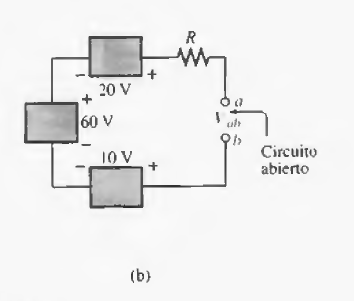 R
− +
20 V
a
+
60 V
V ab
−
b
10 V
− +
Circuito
abierto
(b)